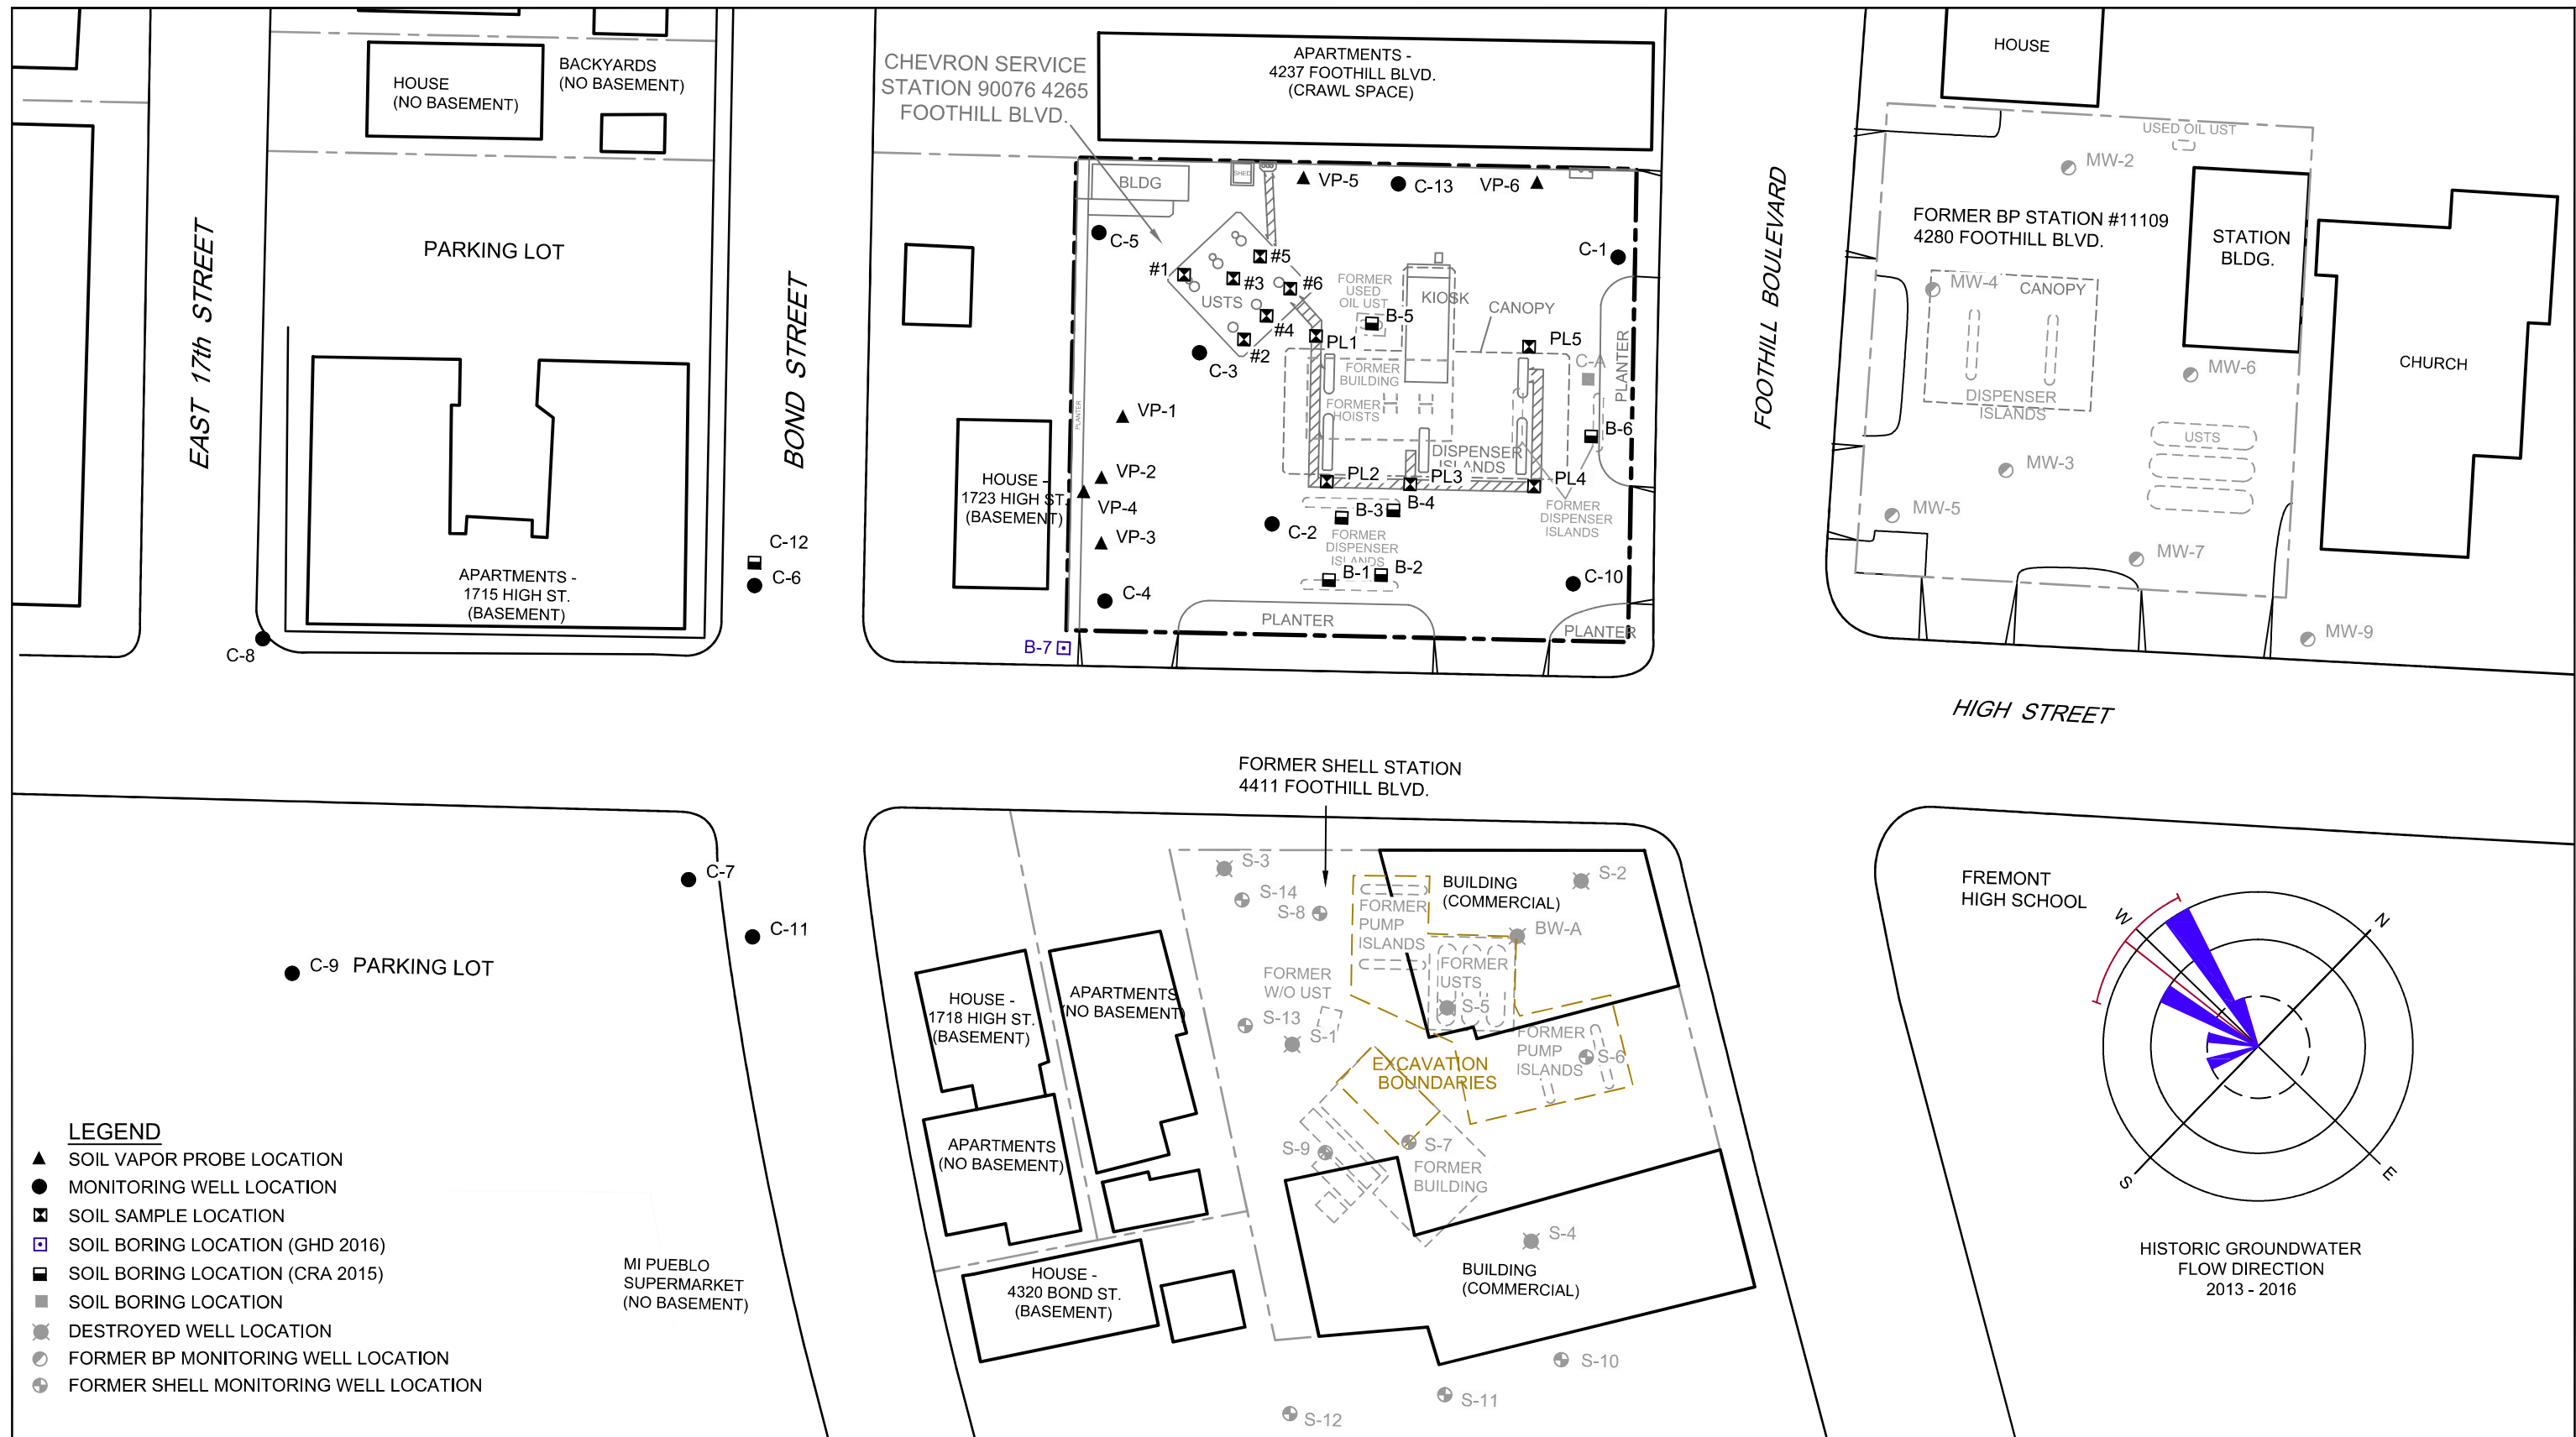 HOUSE
(NO BASEMENT)
BACKYARDS
(NO BASEMENT)
PARKING LOT
EAST 17th STREET
BOND STREET
APARTMENTS -
1715 HIGH ST.
(BASEMENT)
C-8
C-12
C-6
CHEVRON SERVICE
STATION 90076 4265
FOOTHILL BLVD.
APARTMENTS -
4237 FOOTHILL BLVD.
(CRAWL SPACE)
BLDG
SHED
VP-5
C-13
VP-6
C-5
C-1
#1
#5
#3
#6
USTS
#4
#2
FORMER
USED
OIL UST
KIOSK
CANOPY
B-5
PL1
PL5
C-A
PLANTER
C-3
FORMER
BUILDING
FORMER
HOISTS
VP-1
PLANTER
B-6
DISPENSER
ISLANDS
HOUSE -
1723 HIGH ST.
(BASEMENT)
VP-2
VP-4
VP-3
PL2
PL3
PL4
B-3
B-4
C-2
FORMER
DISPENSER
ISLANDS
FORMER
DISPENSER
ISLANDS
B-1
B-2
C-4
C-10
PLANTER
PLANTER
B-7
FOOTHILL BOULEVARD
HOUSE
USED OIL UST
MW-2
FORMER BP STATION #11109
4280 FOOTHILL BLVD.
STATION
BLDG.
MW-4
CANOPY
CHURCH
MW-6
DISPENSER
ISLANDS
USTS
MW-3
MW-5
MW-7
MW-9
HIGH STREET
FORMER SHELL STATION
4411 FOOTHILL BLVD.
C-7
C-11
C-9
PARKING LOT
S-3
S-14
S-8
FORMER
PUMP
ISLANDS
BUILDING
(COMMERCIAL)
S-2
BW-A
FORMER
W/O UST
FORMER
USTS
S-5
HOUSE -
1718 HIGH ST.
(BASEMENT)
APARTMENTS
(NO BASEMENT)
S-13
S-1
FORMER
PUMP
ISLANDS
S-6
EXCAVATION
BOUNDARIES
APARTMENTS
(NO BASEMENT)
S-9
S-7
FORMER
BUILDING
S-4
HOUSE -
4320 BOND ST.
(BASEMENT)
BUILDING
(COMMERCIAL)
S-10
S-11
S-12
MI PUEBLO
SUPERMARKET
(NO BASEMENT)
FREMONT
HIGH SCHOOL
W
N
S
E
HISTORIC GROUNDWATER
FLOW DIRECTION
2013 - 2016
LEGEND
SOIL VAPOR PROBE LOCATION
MONITORING WELL LOCATION
SOIL SAMPLE LOCATION
SOIL BORING LOCATION (GHD 2016)
SOIL BORING LOCATION (CRA 2015)
SOIL BORING LOCATION
DESTROYED WELL LOCATION
FORMER BP MONITORING WELL LOCATION
FORMER SHELL MONITORING WELL LOCATION